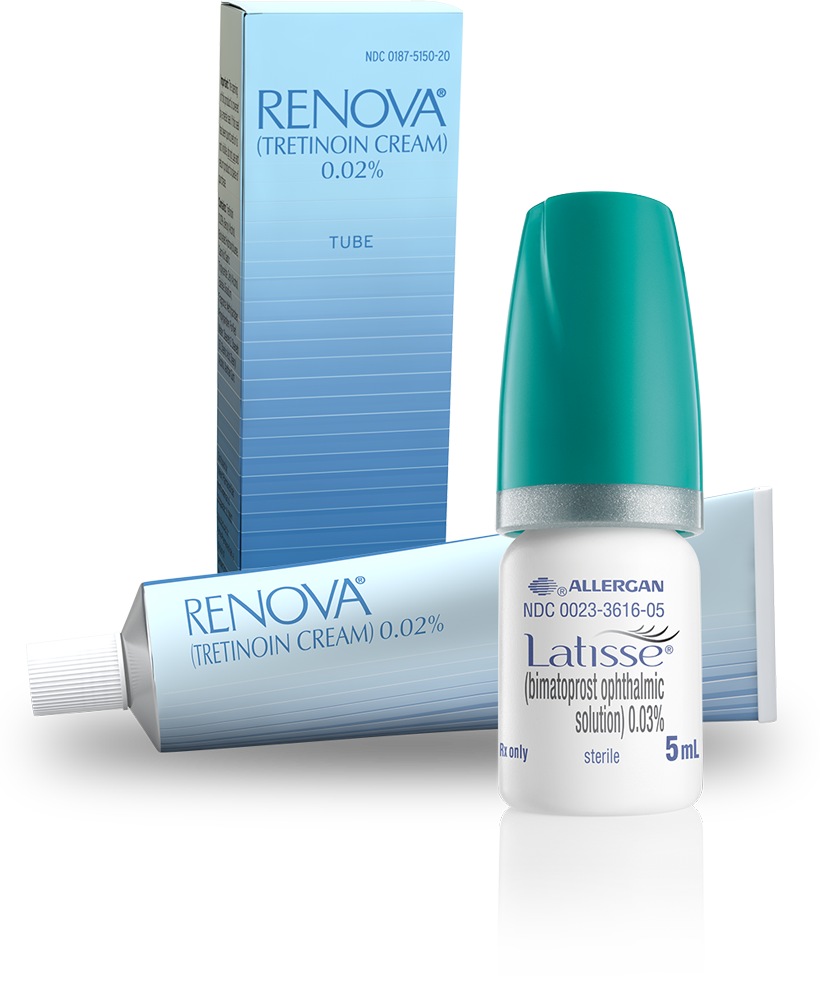 NDC 0187-5150-20
RENOVA®
(TRETINOIN CREAM)
0.02%
TUBE
RENOVA®
(TRETINOIN CREAM) 0.02%
® ALLERGAN
NDC 0023-3616-05
Latisse®
(bimatoprost ophthalmic
solution) 0.03%
Rx only
sterile
5 mL